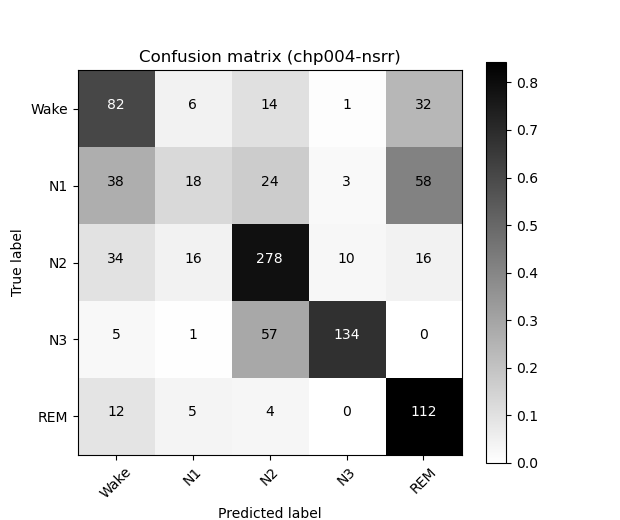 Confusion matrix (chp004-nsrr)
Wake 82 6 14 1 32
N1 38 18 24 3 58
N2 34 16 278 10 16
N3 5 1 57 134 0
REM 12 5 4 0 112
Wake N1 N2 N3 REM
True label
Predicted label
0.8
0.7
0.6
0.5
0.4
0.3
0.2
0.1
0.0